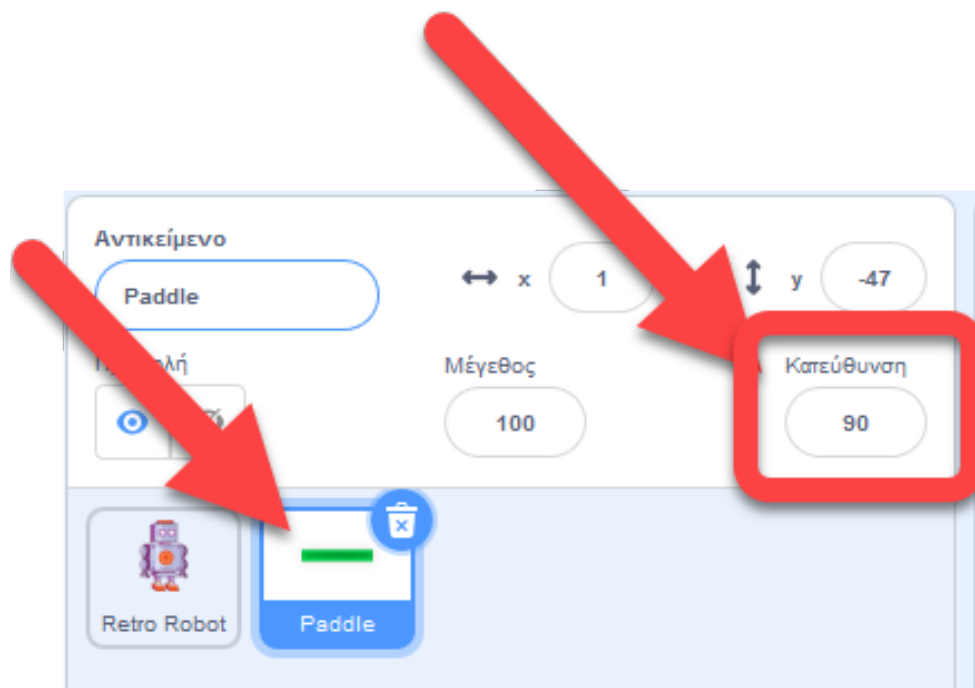 Αντικείμενο
Paddle
x 1
y -47
Μέγεθος
Κατεύθυνση
100
90
Retro Robot
Paddle